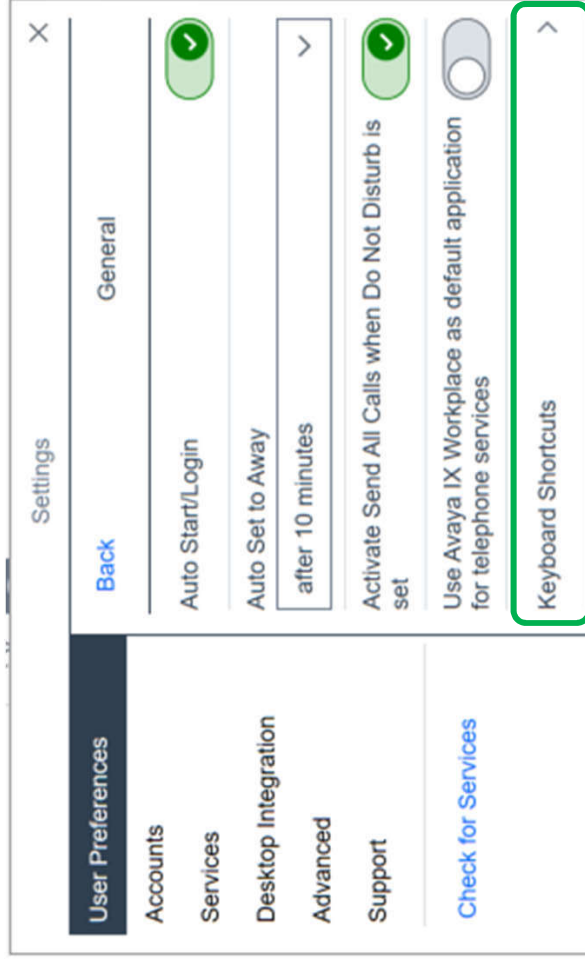 Settings
User Preferences
Accounts
Services
Desktop Integration
Advanced
Support
Check for Services
Back
General
Auto Start/Login
Auto Set to Away
after 10 minutes
Activate Send All Calls when Do Not Disturb is
set
Use Avaya IX Workplace as default application
for telephone services
Keyboard Shortcuts